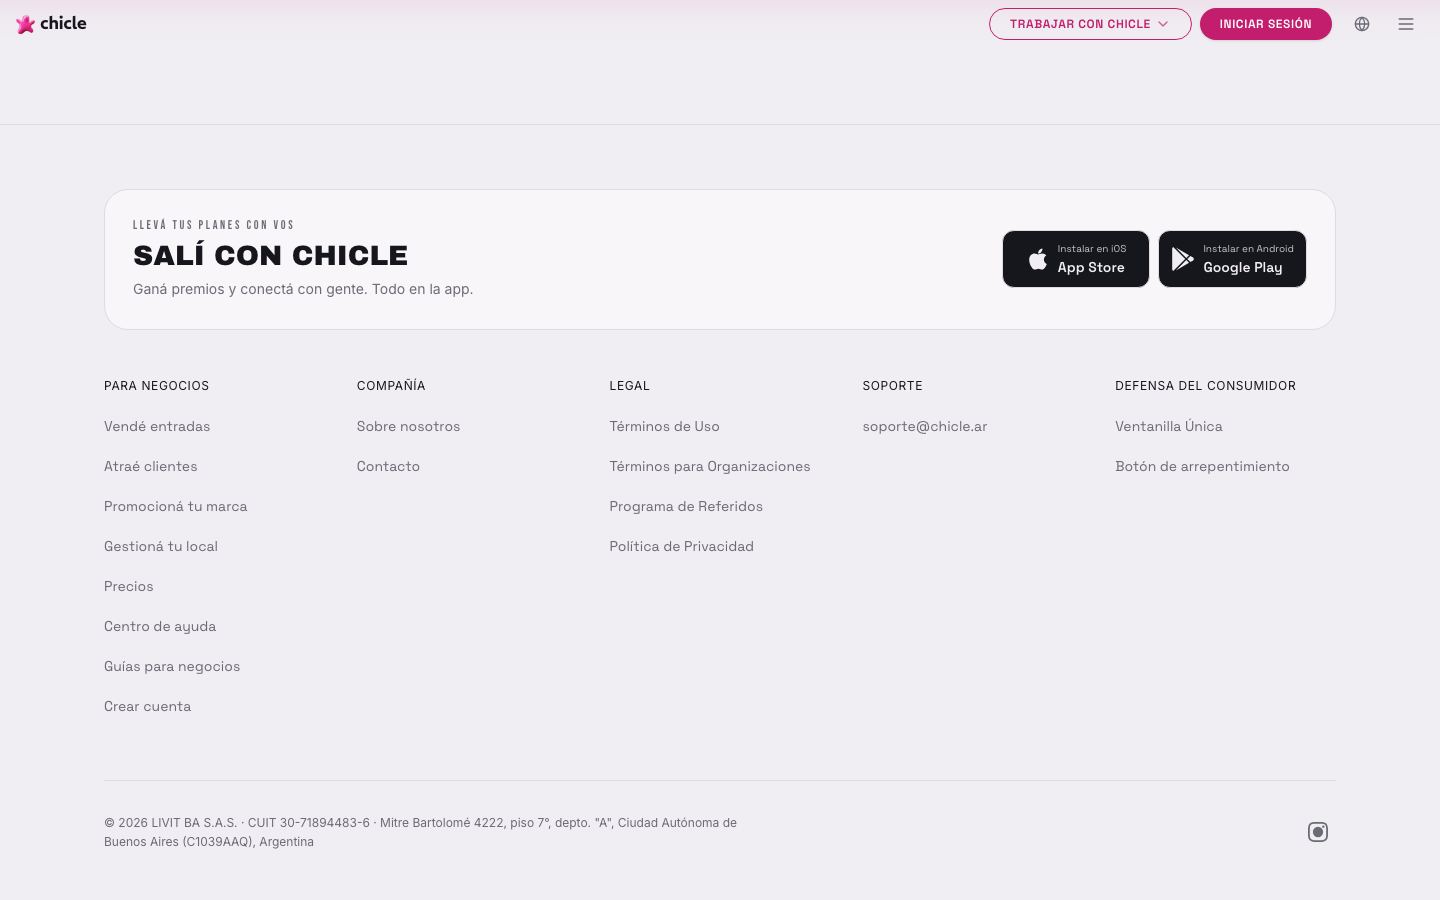 chicle
TRABAJAR CON CHICLE
INICIAR SESIÓN
LLEVÁ TUS PLANES CON VOS
SALÍ CON CHICLE
Ganá premios y conectá con gente. Todo en la app.
Instalar en iOS
App Store
Instalar en Android
Google Play
PARA NEGOCIOS
Vendé entradas
Atraé clientes
Promocioná tu marca
Gestioná tu local
Precios
Centro de ayuda
Guías para negocios
Crear cuenta
COMPAÑÍA
Sobre nosotros
Contacto
LEGAL
Términos de Uso
Términos para Organizaciones
Programa de Referidos
Política de Privacidad
SOPORTE
soporte@chicle.ar
DEFENSA DEL CONSUMIDOR
Ventanilla Única
Botón de arrepentimiento
© 2026 LIVIT BA S.A.S. · CUIT 30-71894483-6 · Mitre Bartolomé 4222, piso 7°, depto. "A", Ciudad Autónoma de
Buenos Aires (C1039AAQ), Argentina